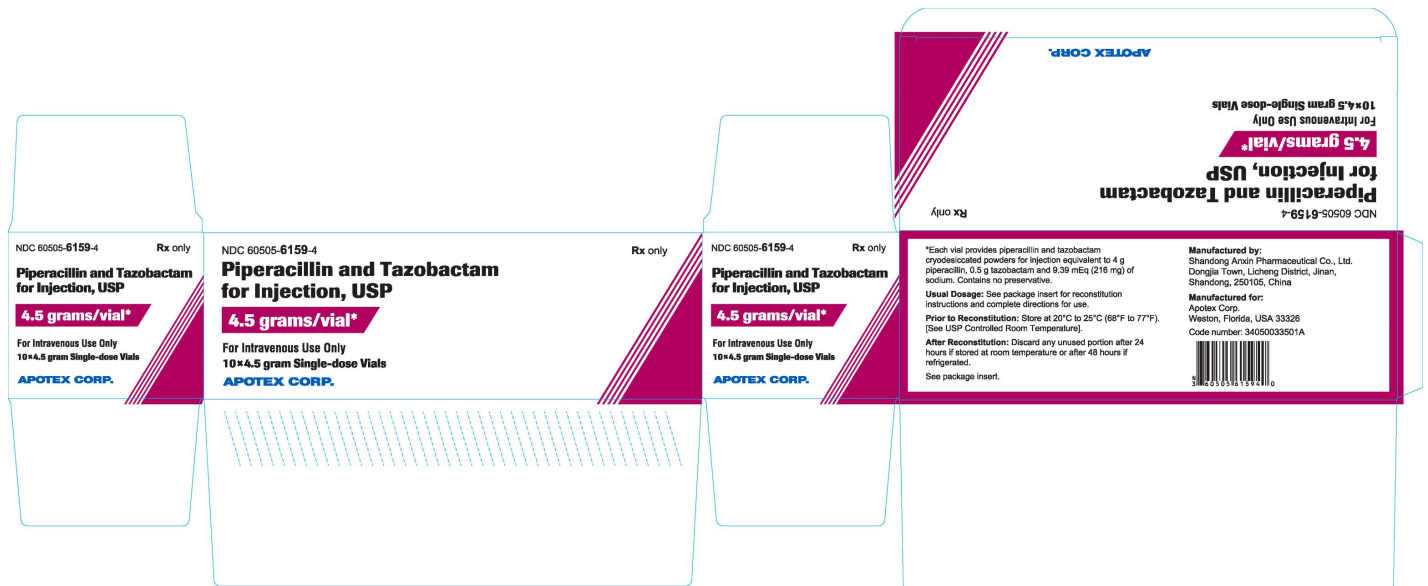 NDC 60505-6159-4 Rx only
Piperacillin and Tazobactam
for Injection, USP
4.5 grams/vial*
For Intravenous Use Only
10×4.5 gram Single-dose Vials
APOTEX CORP.
NDC 60505-6159-4 Rx only
Piperacillin and Tazobactam
for Injection, USP
4.5 grams/vial*
For Intravenous Use Only
10×4.5 gram Single-dose Vials
APOTEX CORP.
NDC 60505-6159-4 Rx only
Piperacillin and Tazobactam
for Injection, USP
4.5 grams/vial*
For Intravenous Use Only
10×4.5 gram Single-dose Vials
APOTEX CORP.
NDC 60505-6159-4 Rx only
Piperacillin and Tazobactam
for Injection, USP
4.5 grams/vial*
For Intravenous Use Only
10×4.5 gram Single-dose Vials
APOTEX CORP.
*Each vial provides piperacillin and tazobactam
cryodesiccated powders for injection equivalent to 4 g
piperacillin, 0.5 g tazobactam and 9.39 mEq (216 mg) of
sodium. Contains no preservative.
Usual Dosage: See package insert for reconstitution
instructions and complete directions for use.
Prior to Reconstitution: Store at 20°C to 25°C (68°F to 77°F).
[See USP Controlled Room Temperature].
After Reconstitution: Discard any unused portion after 24
hours if stored at room temperature or after 48 hours if
refrigerated.
See package insert.
Manufactured by:
Shandong Anxin Pharmaceutical Co., Ltd.
Dongjia Town, Licheng District, Jinan,
Shandong, 250105, China
Manufactured for:
Apotex Corp.
Weston, Florida, USA 33326
Code number: 34050033501A
N
3 60505 61594 0